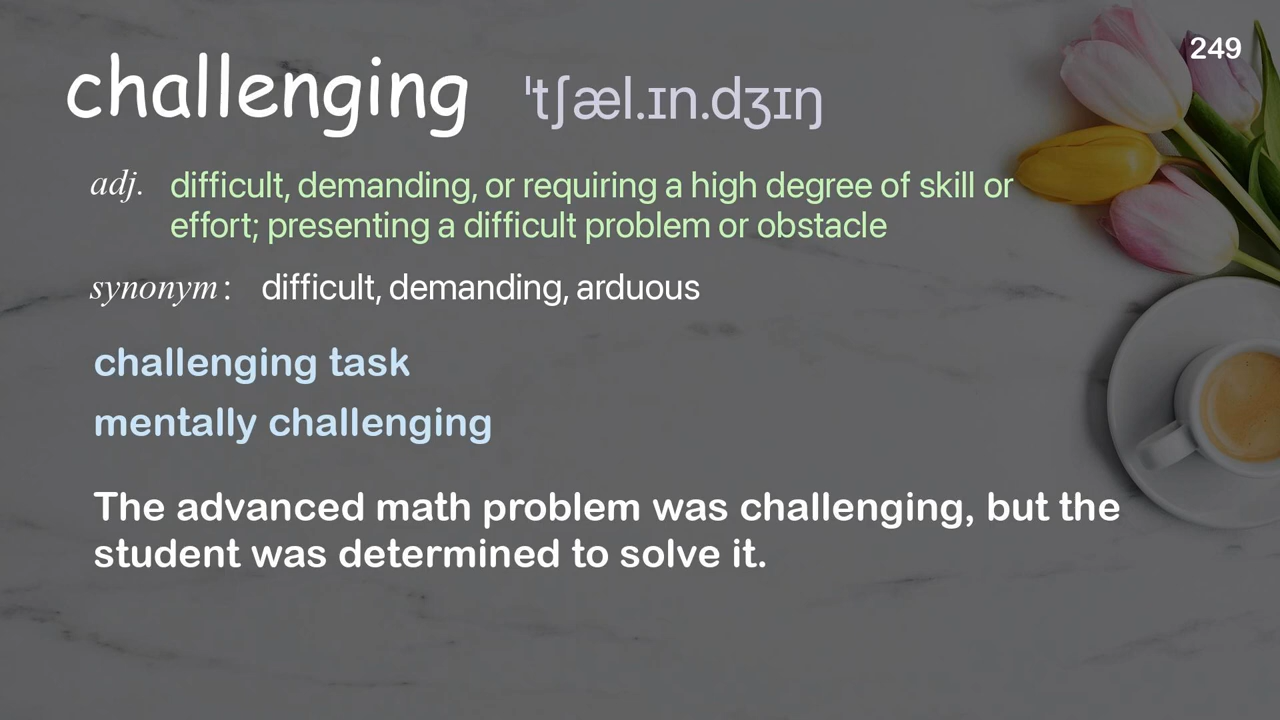 249
challenging ˈtʃæl.ɪn.dʒɪŋ
adj. difficult, demanding, or requiring a high degree of skill or
effort; presenting a difficult problem or obstacle
synonym: difficult, demanding, arduous
challenging task
mentally challenging
The advanced math problem was challenging, but the
student was determined to solve it.